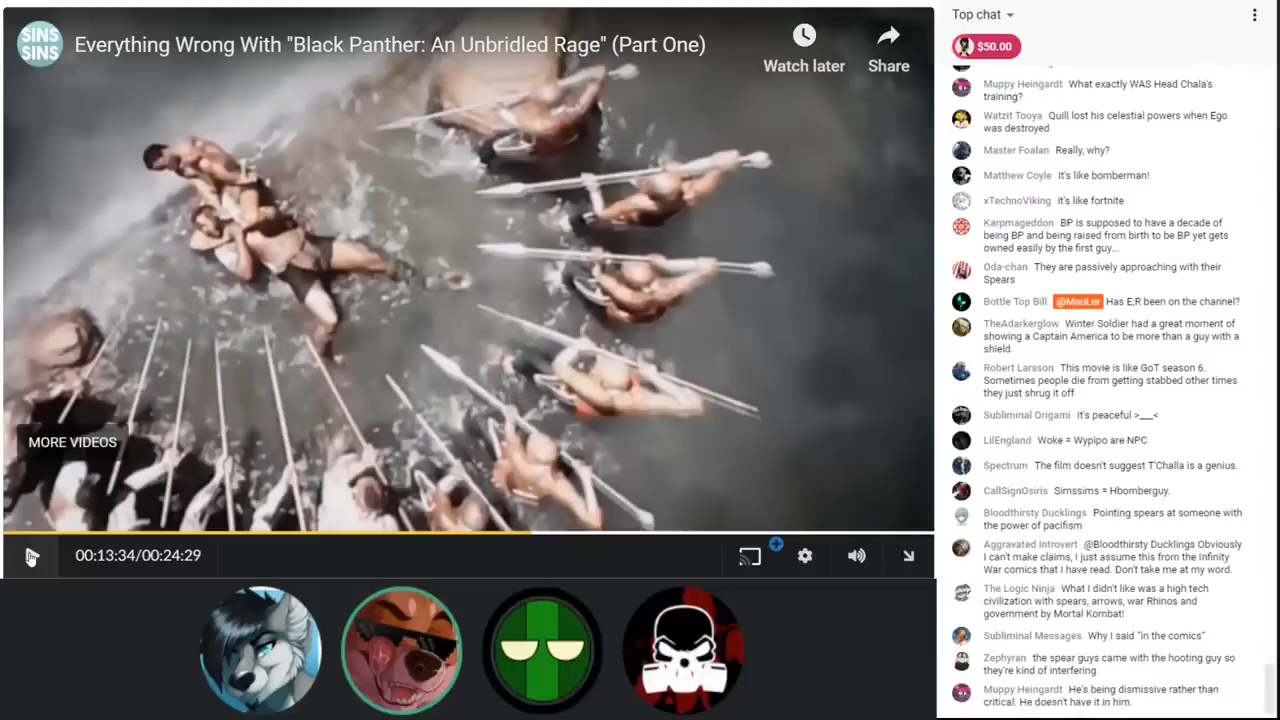 SINS
SINS
Everything Wrong With "Black Panther: An Unbridled Rage" (Part One)
Watch later
Share
MORE VIDEOS
00:13:34/00:24:29
Top chat
$50.00
Muppy Heingardt What exactly WAS Head Chala's
training?
Watzit Tooya Quill lost his celestial powers when Ego
was destroyed
Master Foalan Really, why?
Matthew Coyle It's like bomberman!
xTechnoViking it's like fortnite
Karpmageddon BP is supposed to have a decade of
being BP and being raised from birth to be BP yet gets
owned easily by the first guy...
Oda-chan They are passively approaching with their
Spears
Bottle Top Bill @MauLer Has E;R been on the channel?
TheAdarkerglow Winter Soldier had a great moment of
showing a Captain America to be more than a guy with a
shield.
Robert Larsson This movie is like GoT season 6.
Sometimes people die from getting stabbed other times
they just shrug it off
Subliminal Origami It's peaceful >___<
LilEngland Woke = Wypipo are NPC
Spectrum The film doesn't suggest T'Challa is a genius.
CallSignOsiris Simssims = Hbomberguy.
Bloodthirsty Ducklings Pointing spears at someone with
the power of pacifism
Aggravated Introvert @Bloodthirsty Ducklings Obviously
I can't make claims, I just assume this from the Infinity
War comics that I have read. Don't take me at my word.
The Logic Ninja What I didn't like was a high tech
civilization with spears, arrows, war Rhinos and
government by Mortal Kombat!
Subliminal Messages Why I said "in the comics"
Zephyran the spear guys came with the hooting guy so
they're kind of interfering
Muppy Heingardt He's being dismissive rather than
critical. He doesn't have it in him.